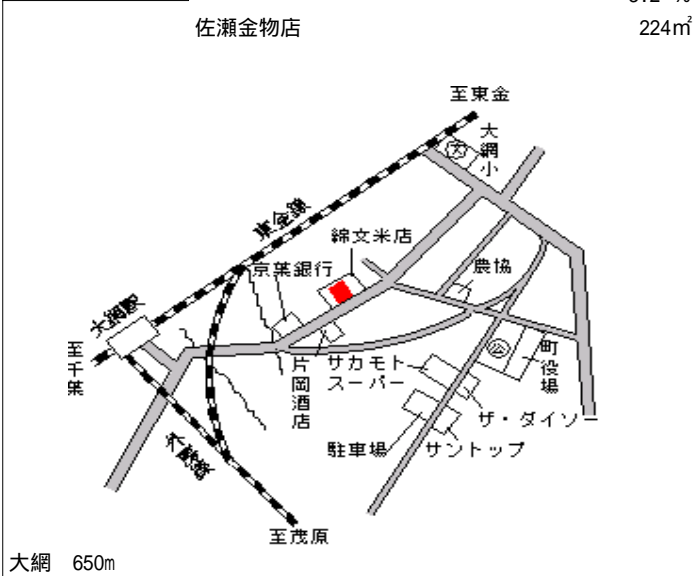 佐瀬金物店
224㎡
至東金
大網小
東金線
綿文米店
京葉銀行
農協
大網駅
至千葉
片岡酒店
サカモト
スーパー
町役場
ザ・ダイソー
駐車場
サントップ
外房線
至茂原
大網 650m